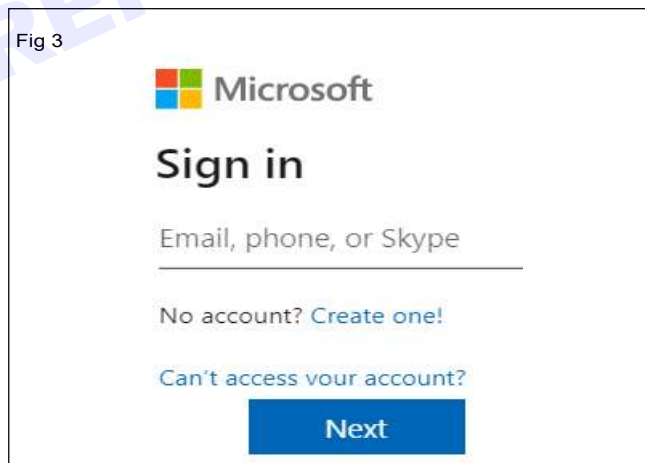 Fig 3
Microsoft
Sign in
Email, phone, or Skype
No account? Create one!
Can't access your account?
Next